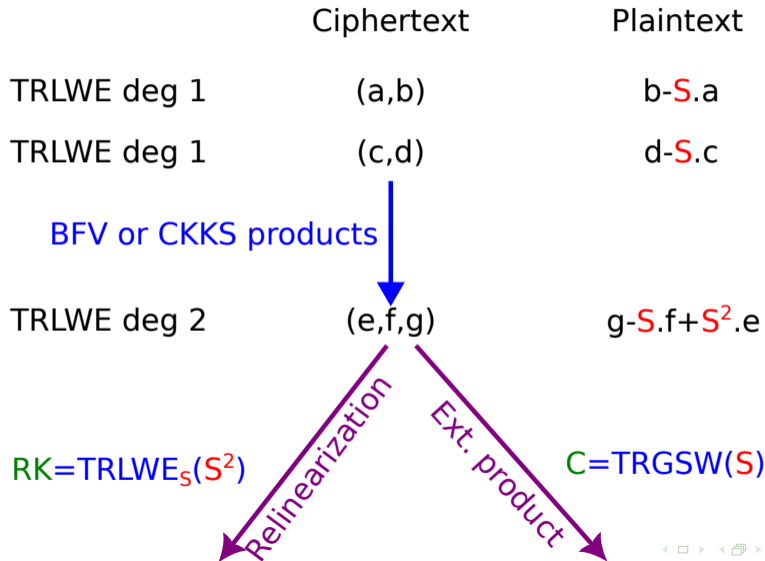 Ciphertext Plaintext
TRLWE deg 1 (a,b) b-S.a
TRLWE deg 1 (c,d) d-S.c
BFV or CKKS products
TRLWE deg 2 (e,f,g) g-S.f+S².e
Relinearization
Ext. product
RK=TRLWE_S(S²)
C=TRGSW(S)